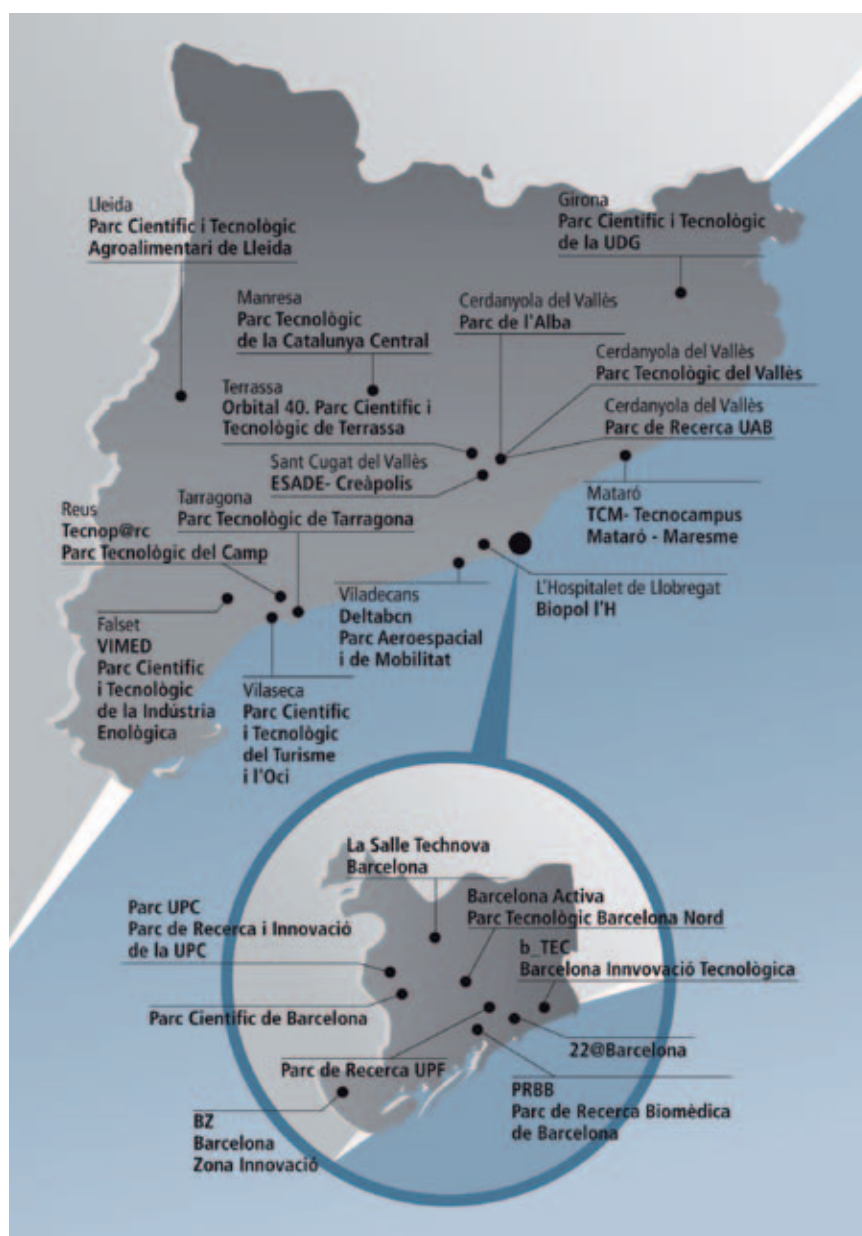 Lleida
Parc Científic i Tecnològic
Agroalimentari de Lleida
Girona
Parc Científic i Tecnològic
de la UDG
Manresa
Parc Tecnològic
de la Catalunya Central
Cerdanyola del Vallès
Parc de l'Alba
Cerdanyola del Vallès
Parc Tecnològic del Vallès
Terrassa
Orbital 40. Parc Científic i
Tecnològic de Terrassa
Cerdanyola del Vallès
Parc de Recerca UAB
Sant Cugat del Vallès
ESADE- Creàpolis
Mataró
TCM- Tecnocampus
Mataró - Maresme
Reus
Tecnop@rc
Parc Tecnològic del Camp
Tarragona
Parc Tecnològic de Tarragona
L'Hospitalet de Llobregat
Biopol l'H
Viladecans
Deltabcn
Parc Aeroespacial
i de Mobilitat
Falset
VIMED
Parc Científic
i Tecnològic
de la Indústria
Enològica
Vilaseca
Parc Científic
i Tecnològic
del Turisme
i l'Oci
La Salle Technova
Barcelona
Barcelona Activa
Parc Tecnològic Barcelona Nord
Parc UPC
Parc de Recerca i Innovació
de la UPC
b_TEC
Barcelona Innvovació Tecnològica
Parc Científic de Barcelona
22@Barcelona
Parc de Recerca UPF
PRBB
Parc de Recerca Biomèdica
de Barcelona
BZ
Barcelona
Zona Innovació